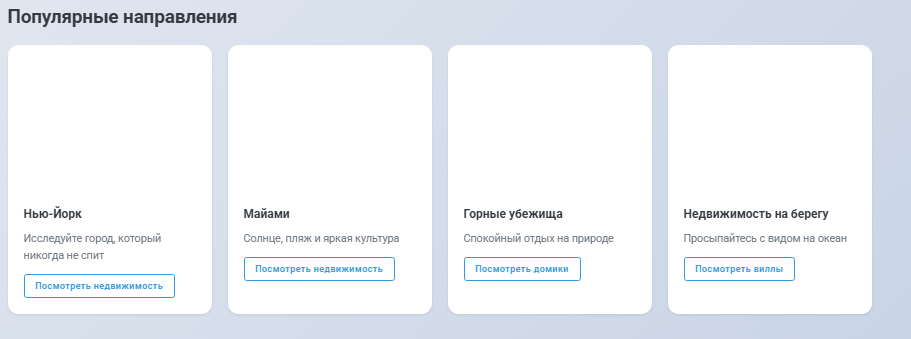 Популярные направления
Нью-Йорк
Исследуйте город, который
никогда не спит
Посмотреть недвижимость
Майами
Солнце, пляж и яркая культура
Посмотреть недвижимость
Горные убежища
Спокойный отдых на природе
Посмотреть домики
Недвижимость на берегу
Просыпайтесь с видом на океан
Посмотреть виллы